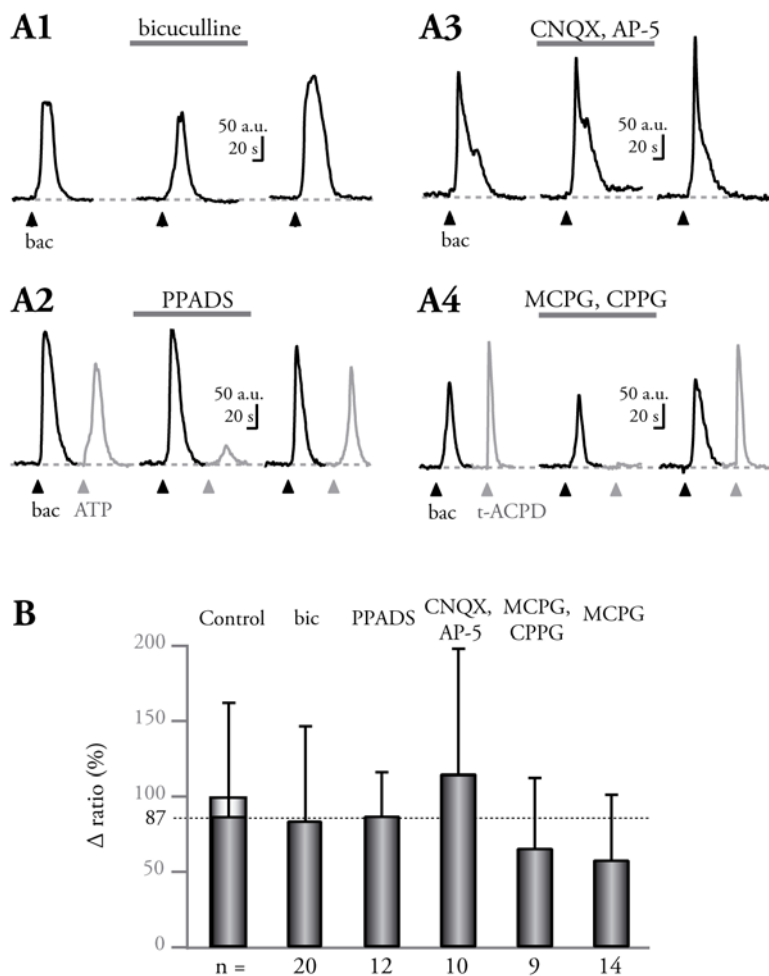 A1
bicuculline
50 a.u.
20 s
bac
A3
CNQX, AP-5
50 a.u.
20 s
bac
A2
PPADS
50 a.u.
20 s
bac ATP
A4
MCPG, CPPG
50 a.u.
20 s
bac t-ACPD
B
Control bic PPADS CNQX, AP-5 MCPG, CPPG MCPG
Δ ratio (%)
200
150
100
87
50
0
n = 20 12 10 9 14